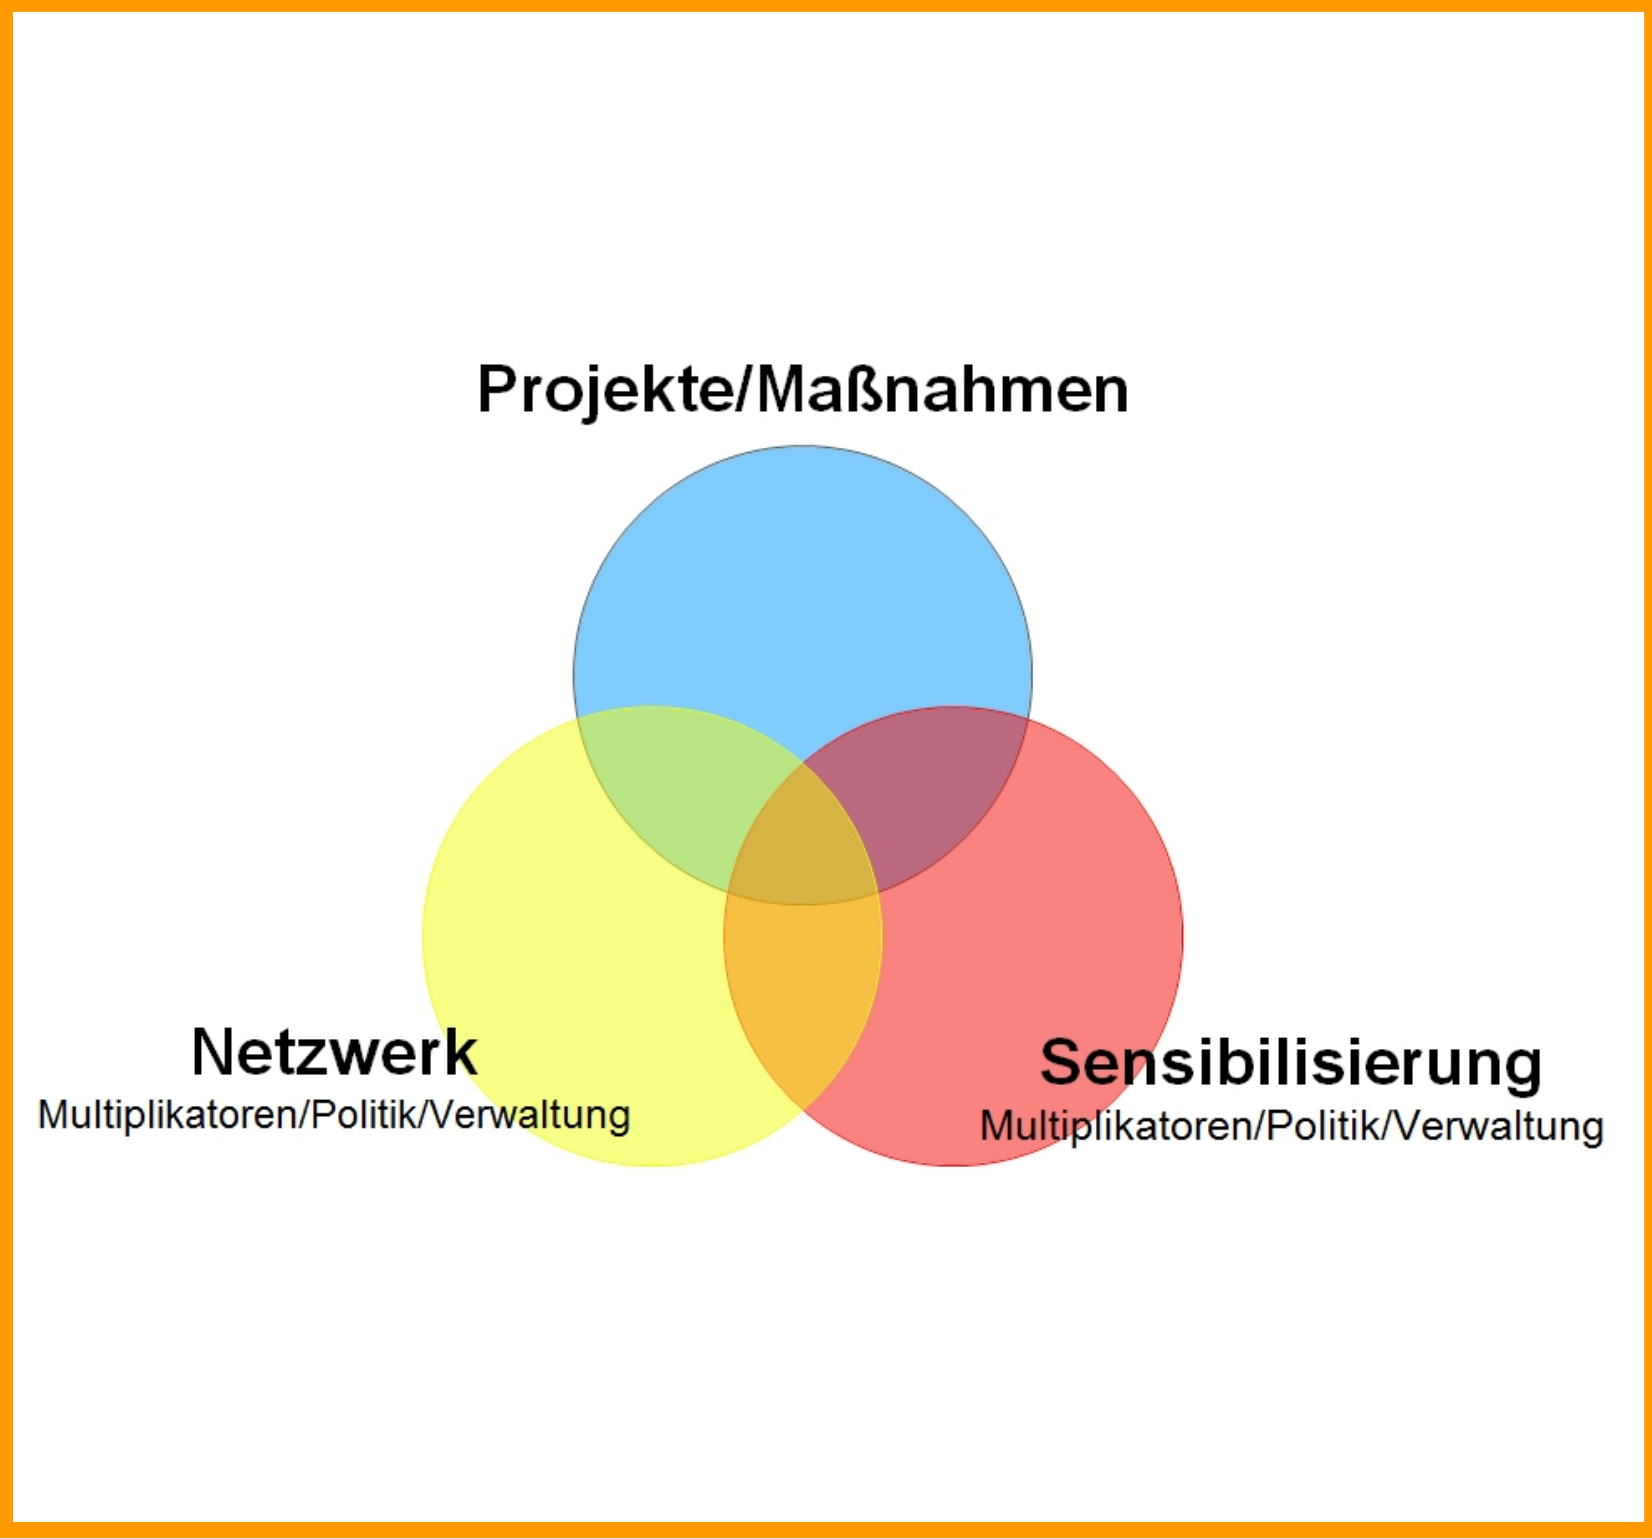 Projekte/Maßnahmen
Netzwerk
Multiplikatoren/Politik/Verwaltung
Sensibilisierung
Multiplikatoren/Politik/Verwaltung